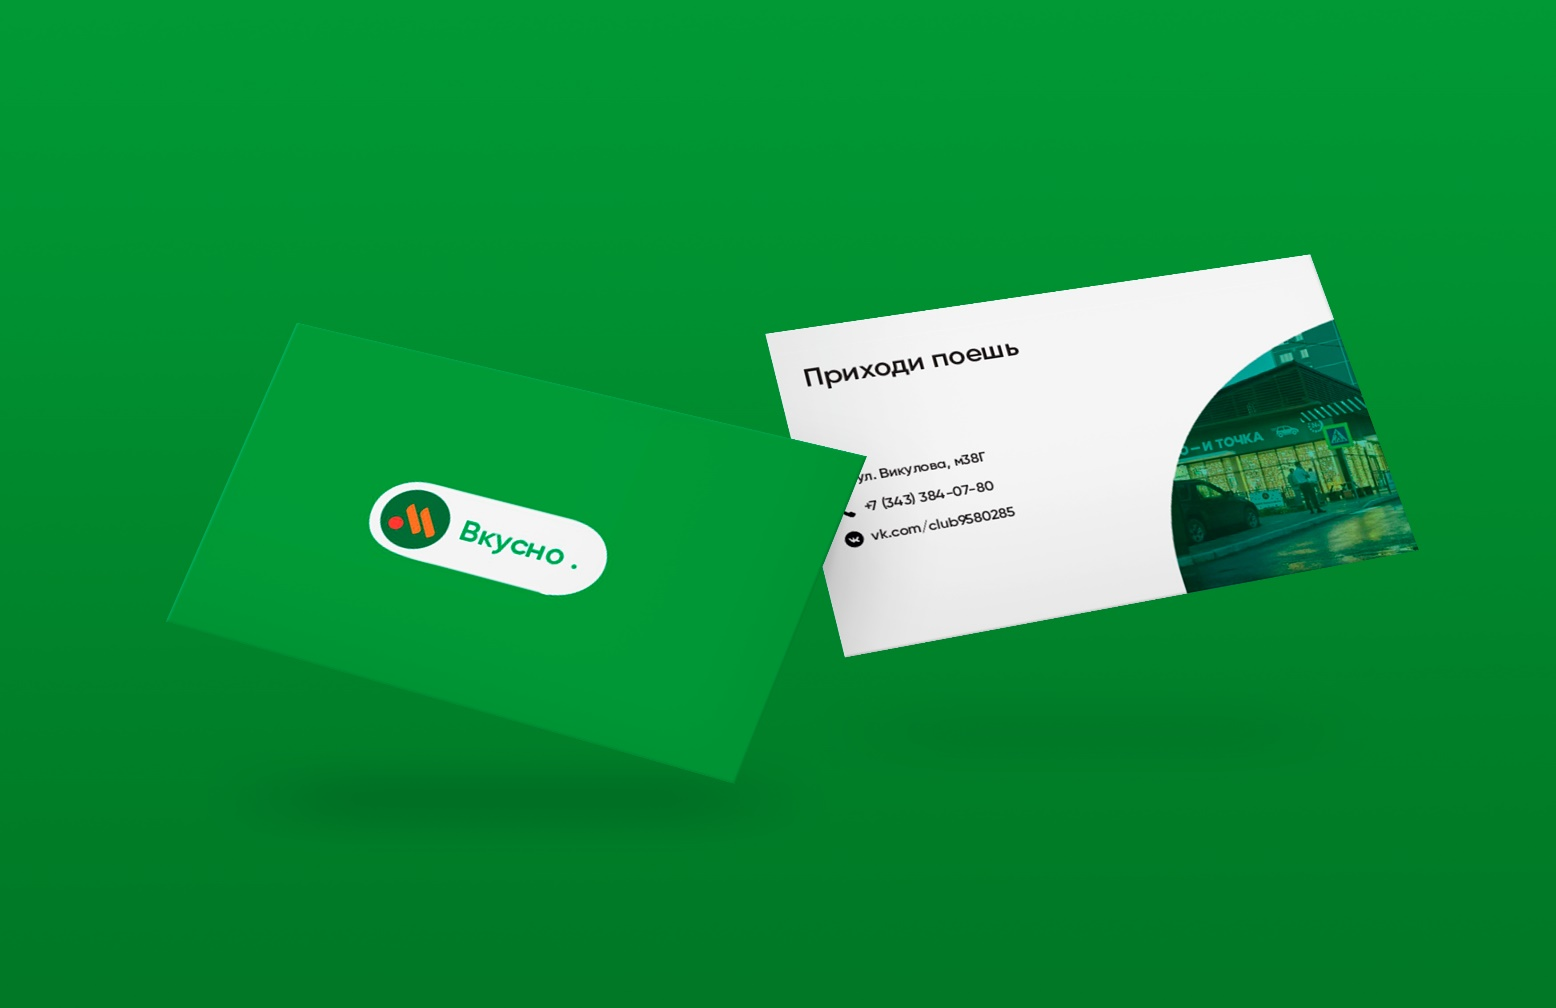 Вкусно .
Приходи поешь
ул. Викулова, м38Г
+7 (343) 384-07-80
vk.com/club9580285
О–И ТОЧКА